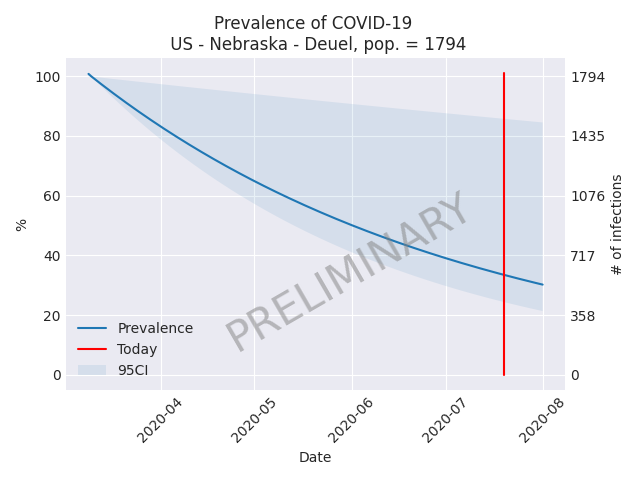 Prevalence of COVID-19
US - Nebraska - Deuel, pop. = 1794
100
80
60
40
20
0
%
1794
1435
1076
717
358
0
# of infections
PRELIMINARY
Prevalence
Today
95CI
2020-04
2020-05
2020-06
2020-07
2020-08
Date